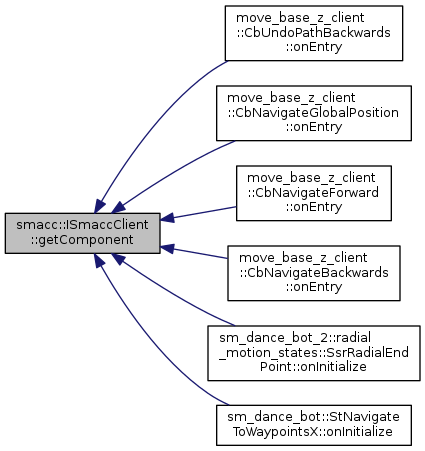 move_base_z_client
::CbUndoPathBackwards
::onEntry
move_base_z_client
::CbNavigateGlobalPosition
::onEntry
move_base_z_client
::CbNavigateForward
::onEntry
smacc::ISmaccClient
::getComponent
move_base_z_client
::CbNavigateBackwards
::onEntry
sm_dance_bot_2::radial
_motion_states::SsrRadialEnd
Point::onInitialize
sm_dance_bot::StNavigate
ToWaypointsX::onInitialize